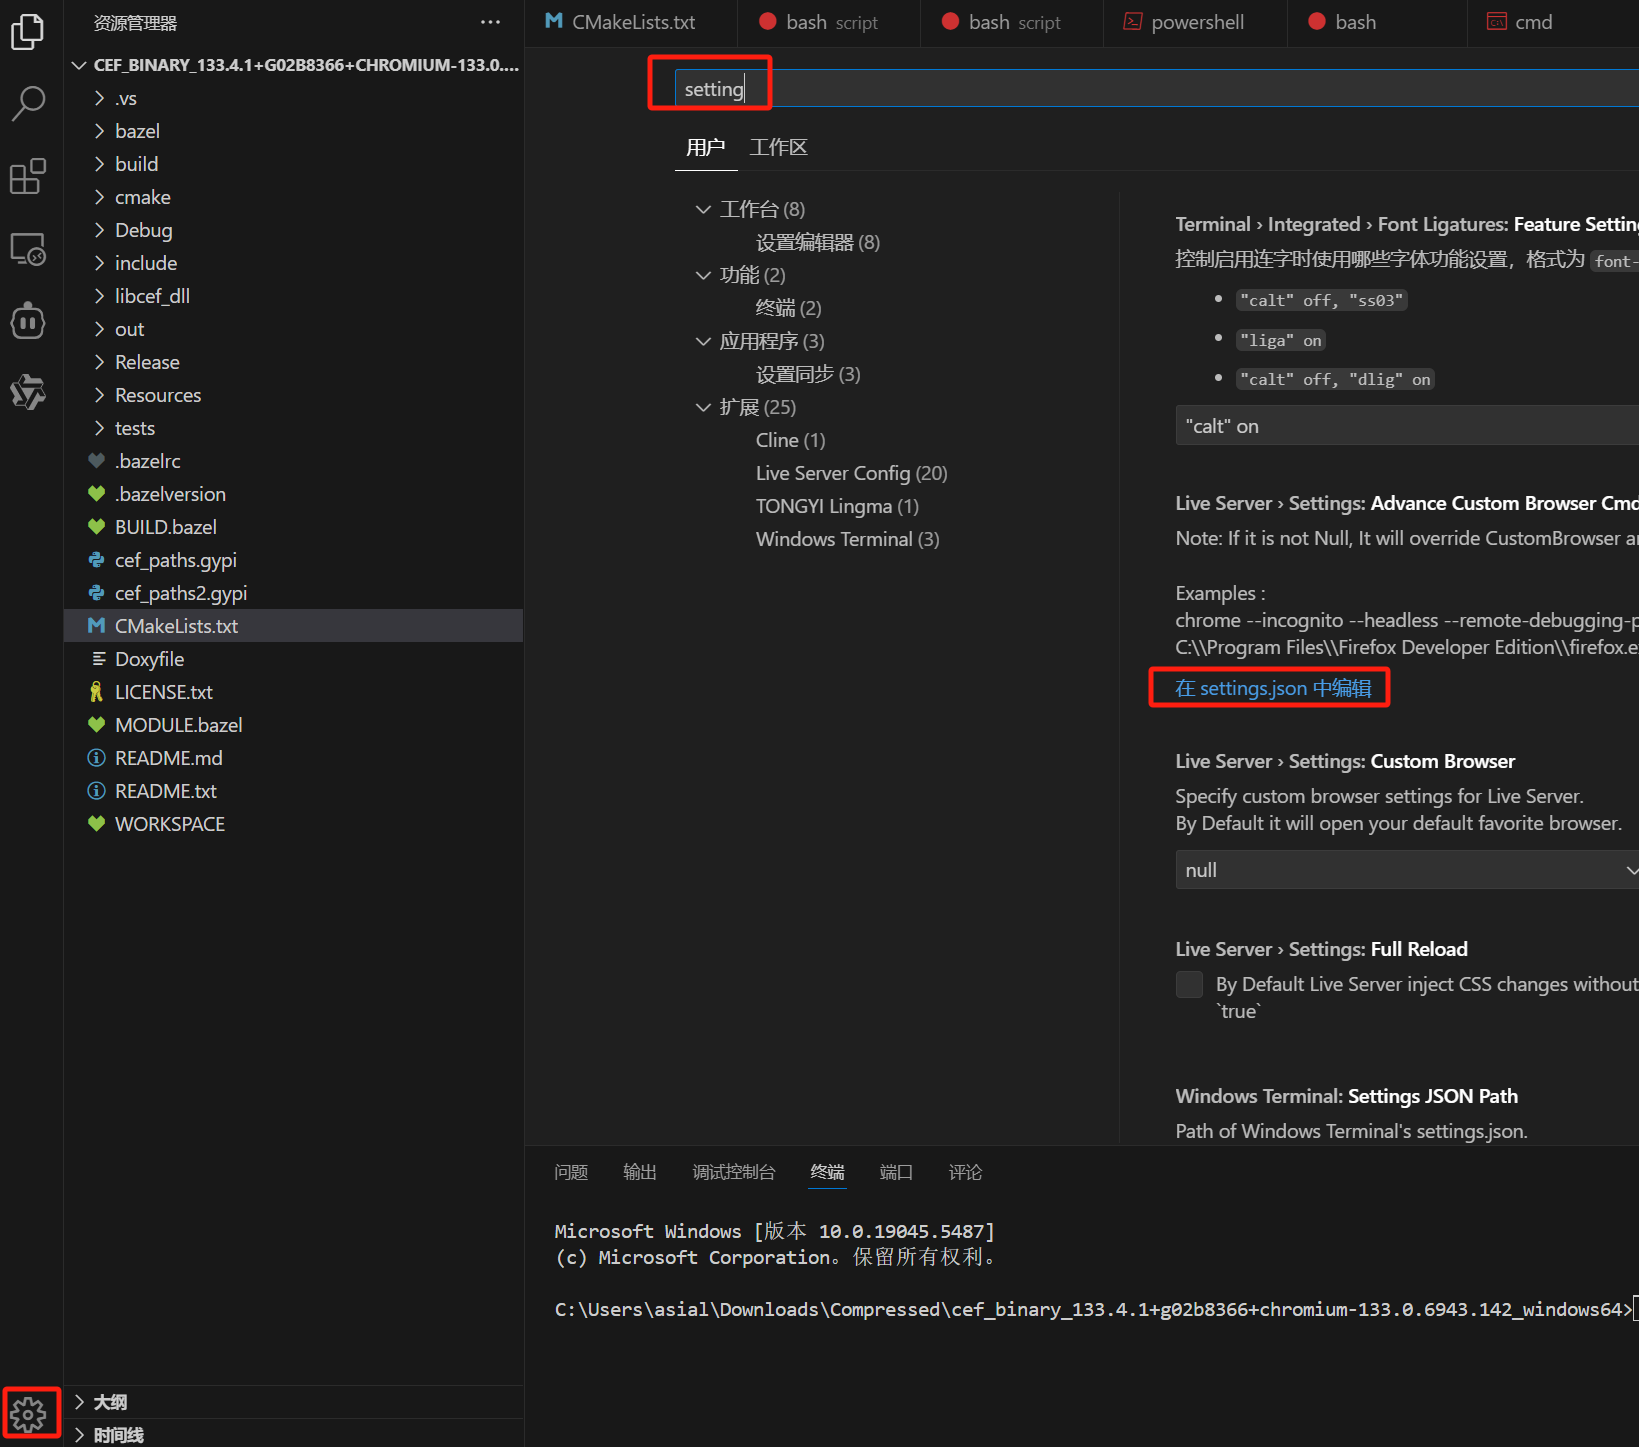 资源管理器
CEF_BINARY_133.4.1+G02B8366+CHROMIUM-133.0....
.vs
bazel
build
cmake
Debug
include
libcef_dll
out
Release
Resources
tests
.bazelrc
.bazelversion
BUILD.bazel
cef_paths.gypi
cef_paths2.gypi
CMakeLists.txt
Doxyfile
LICENSE.txt
MODULE.bazel
README.md
README.txt
WORKSPACE
大纲
时间线
CMakeLists.txt
bash script
bash script
powershell
bash
cmd
setting
用户 工作区
工作台 (8)
设置编辑器 (8)
功能 (2)
终端 (2)
应用程序 (3)
设置同步 (3)
扩展 (25)
Cline (1)
Live Server Config (20)
TONGYI Lingma (1)
Windows Terminal (3)
Terminal › Integrated › Font Ligatures: Feature Setting
控制启用连字时使用哪些字体功能设置，格式为 font-
"calt" off, "ss03"
"liga" on
"calt" off, "dlig" on
"calt" on
Live Server › Settings: Advance Custom Browser Cmd
Note: If it is not Null, It will override CustomBrowser
Examples :
chrome --incognito --headless --remote-debugging-p
C:\\Program Files\\Firefox Developer Edition\\firefox.e
在 settings.json 中编辑
Live Server › Settings: Custom Browser
Specify custom browser settings for Live Server.
By Default it will open your default favorite browser.
null
Live Server › Settings: Full Reload
By Default Live Server inject CSS changes without
`true`
Windows Terminal: Settings JSON Path
Path of Windows Terminal's settings.json.
问题 输出 调试控制台 终端 端口 评论
Microsoft Windows [版本 10.0.19045.5487]
(c) Microsoft Corporation。保留所有权利。
C:\Users\asial\Downloads\Compressed\cef_binary_133.4.1+g02b8366+chromium-133.0.6943.142_windows64>